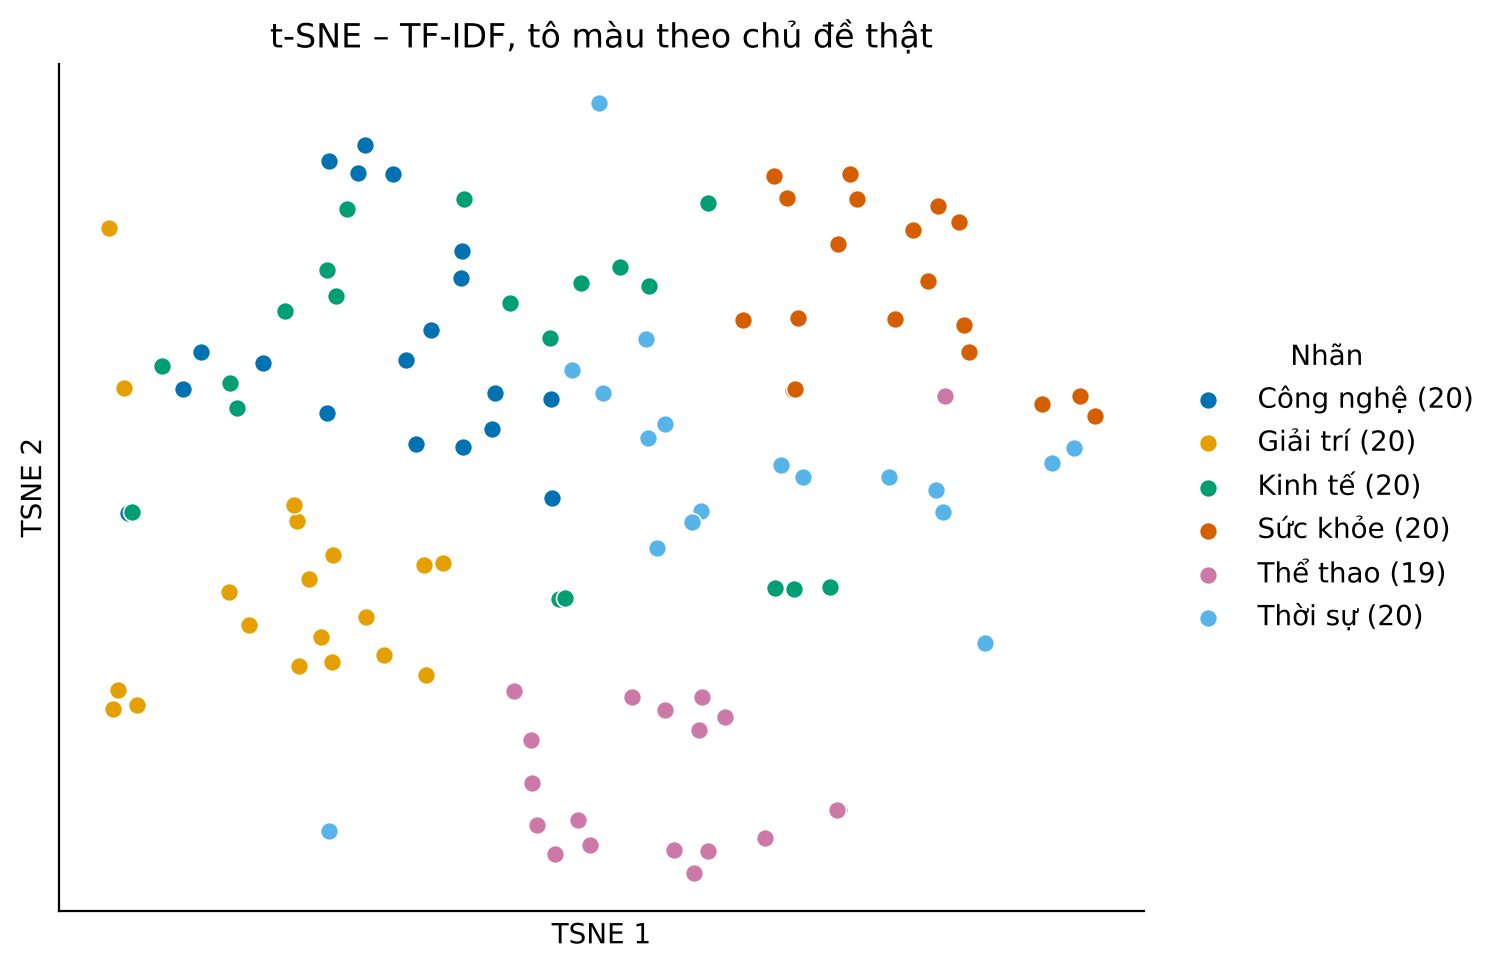 t-SNE – TF-IDF, tô màu theo chủ đề thật
TSNE 2
TSNE 1
Nhãn
Công nghệ (20)
Giải trí (20)
Kinh tế (20)
Sức khỏe (20)
Thể thao (19)
Thời sự (20)